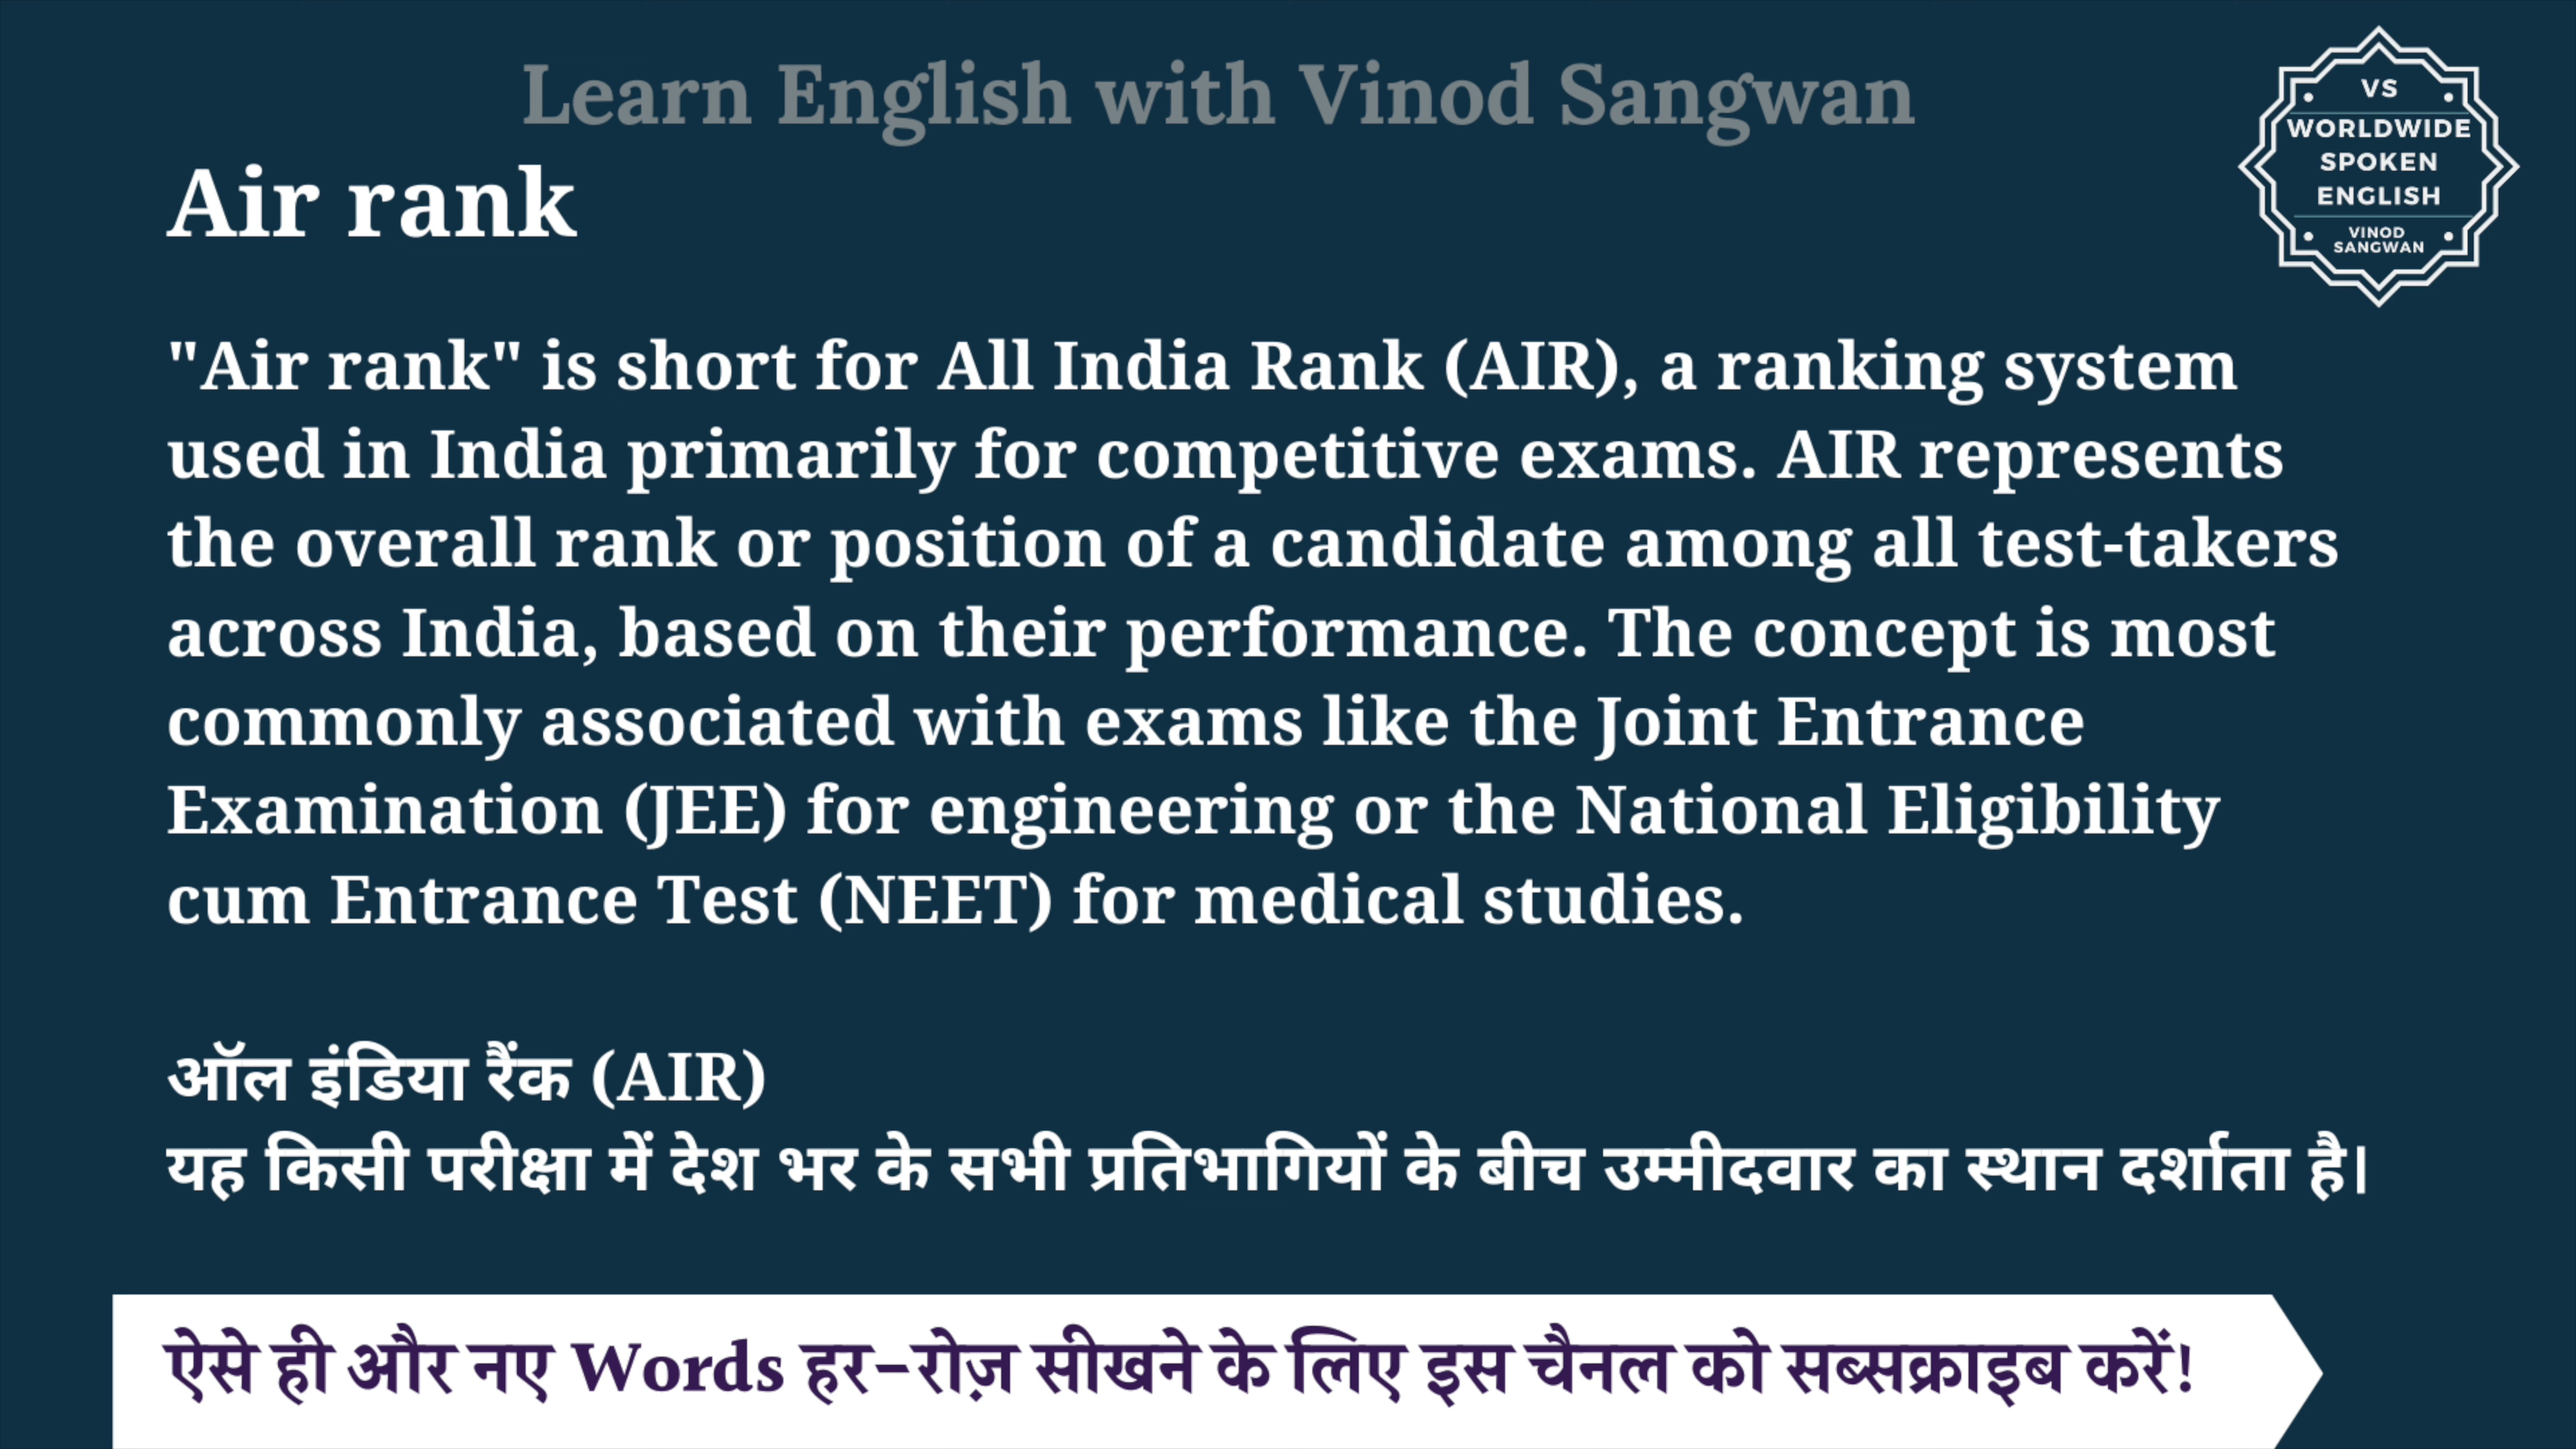 Learn English with Vinod Sangwan
VS
WORLDWIDE
SPOKEN
ENGLISH
VINOD
SANGWAN
Air rank
"Air rank" is short for All India Rank (AIR), a ranking system
used in India primarily for competitive exams. AIR represents
the overall rank or position of a candidate among all test-takers
across India, based on their performance. The concept is most
commonly associated with exams like the Joint Entrance
Examination (JEE) for engineering or the National Eligibility
cum Entrance Test (NEET) for medical studies.
ऑल इंडिया रैंक (AIR)
यह किसी परीक्षा में देश भर के सभी प्रतिभागियों के बीच उम्मीदवार का स्थान दर्शाता है।
ऐसे ही और नए Words हर-रोज़ सीखने के लिए इस चैनल को सब्सक्राइब करें!